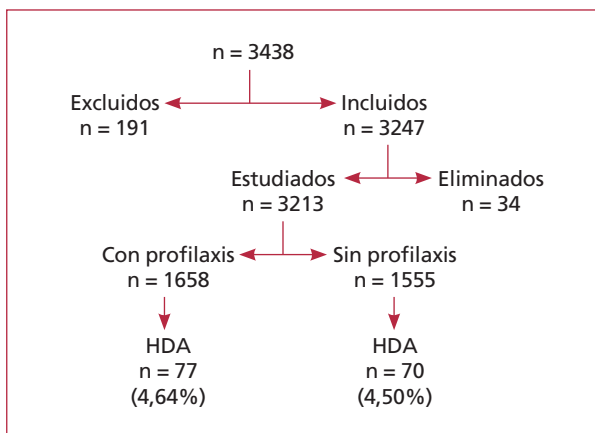 n = 3438
Excluidos
n = 191
Incluidos
n = 3247
Estudiados
n = 3213
Eliminados
n = 34
Con profilaxis
n = 1658
Sin profilaxis
n = 1555
HDA
n = 77
(4,64%)
HDA
n = 70
(4,50%)